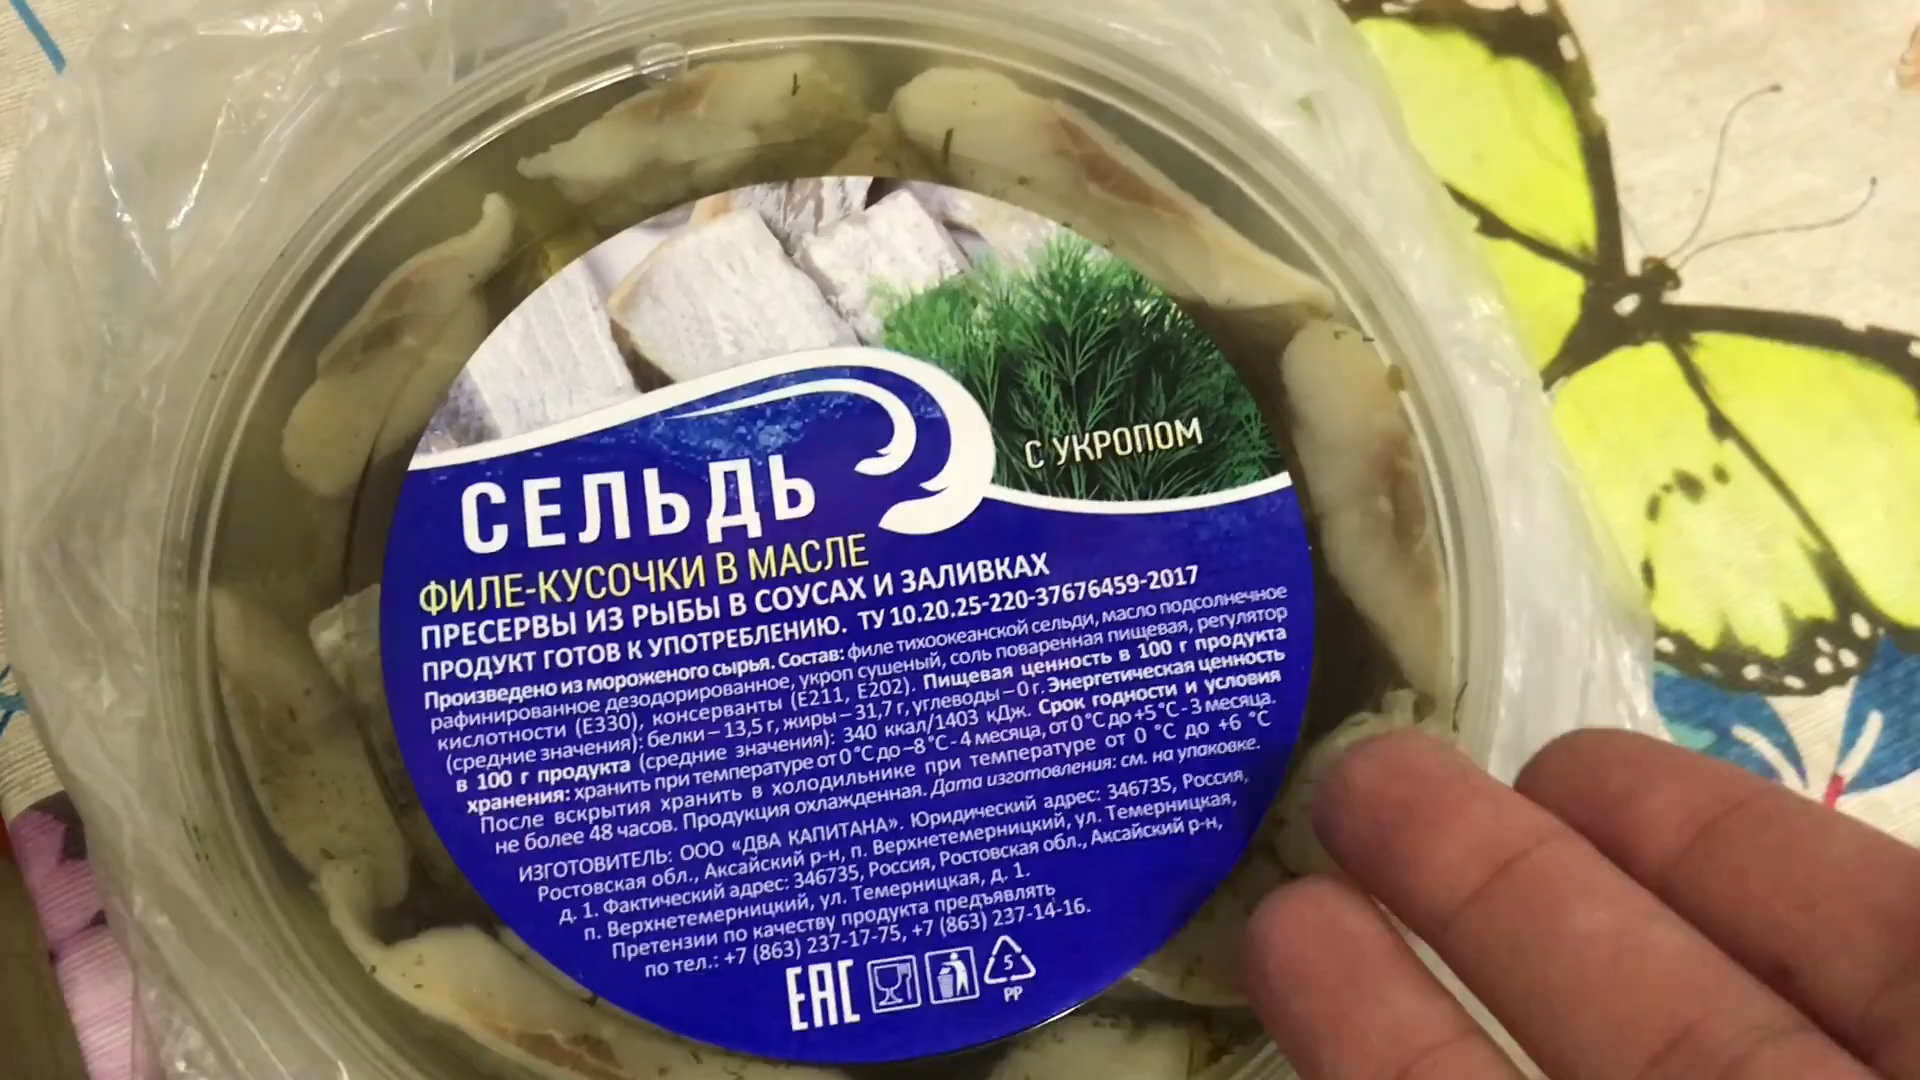 С УКРОПОМ
СЕЛЬДЬ
ФИЛЕ-КУСОЧКИ В МАСЛЕ
ПРЕСЕРВЫ ИЗ РЫБЫ В СОУСАХ И ЗАЛИВКАХ
ПРОДУКТ ГОТОВ К УПОТРЕБЛЕНИЮ. ТУ 10.20.25-220-37676459-2017
Произведено из мороженого сырья. Состав: филе тихоокеанской сельди, масло подсолнечное
рафинированное дезодорированное, укроп сушеный, соль поваренная пищевая, регулятор
кислотности (Е330), консерванты (Е211, Е202). Пищевая ценность в 100 г продукта
(средние значения): белки – 13,5 г, жиры – 31,7 г, углеводы – 0 г. Энергетическая ценность
в 100 г продукта (средние значения): 340 ккал/1403 кДж. Срок годности и условия
хранения: хранить при температуре от 0 °С до –8 °С - 4 месяца, от 0 °С до +5 °С - 3 месяца.
После вскрытия хранить в холодильнике при температуре от 0 °С до +6 °С
не более 48 часов. Продукция охлажденная. Дата изготовления: см. на упаковке.
ИЗГОТОВИТЕЛЬ: ООО «ДВА КАПИТАНА». Юридический адрес: 346735, Россия,
Ростовская обл., Аксайский р-н, п. Верхнетемерницкий, ул. Темерницкая,
д. 1. Фактический адрес: 346735, Россия, Ростовская обл., Аксайский р-н,
п. Верхнетемерницкий, ул. Темерницкая, д. 1.
Претензии по качеству продукта предъявлять
по тел.: +7 (863) 237-17-75, +7 (863) 237-14-16.
ЕАС
5
PP